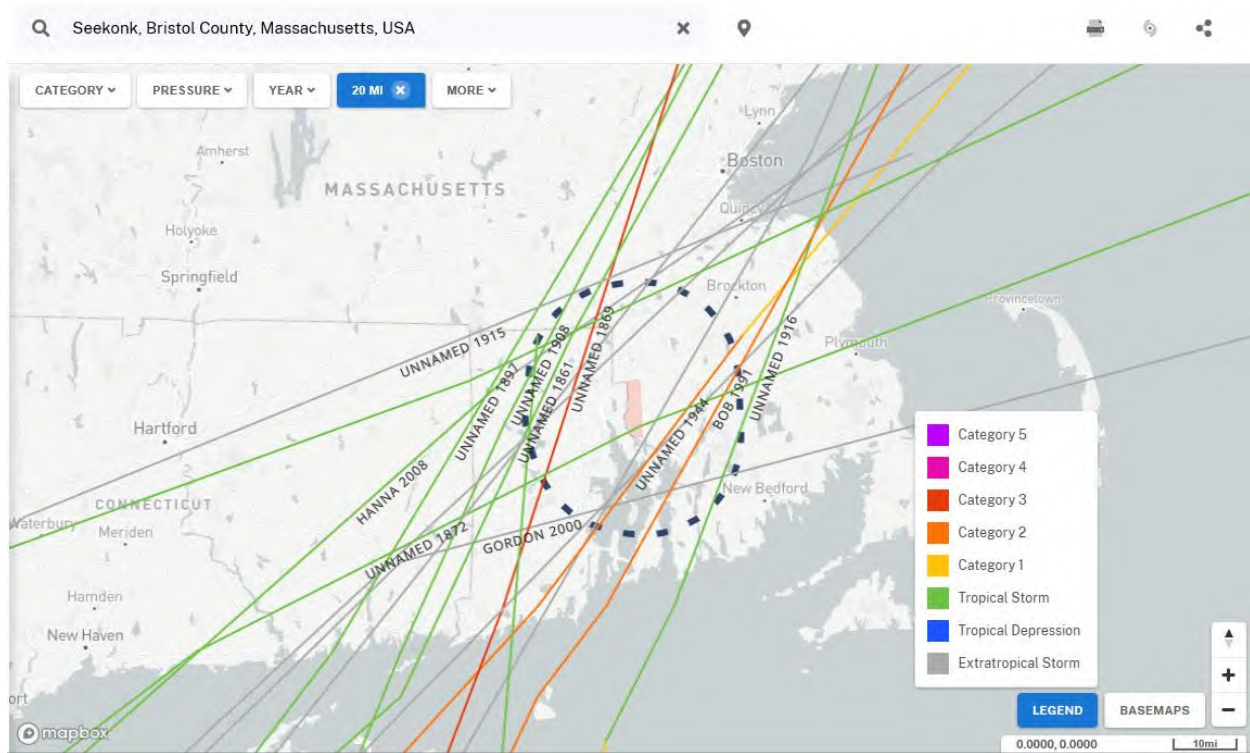 Seekonk, Bristol County, Massachusetts, USA
CATEGORY
PRESSURE
YEAR
20 MI
MORE
Lynn
Amherst
Boston
MASSACHUSETTS
Quincy
Holyoke
Springfield
Brockton
Provincetown
UNNAMED 1869
UNNAMED 1915
UNNAMED 1908
UNNAMED 1916
Plymouth
UNNAMED 1897
UNNAMED 1861
BOB 1991
UNNAMED 1944
Hartford
HANNA 2008
New Bedford
CONNECTICUT
Waterbury
Meriden
GORDON 2000
UNNAMED 1872
Hamden
New Haven
ort
Category 5
Category 4
Category 3
Category 2
Category 1
Tropical Storm
Tropical Depression
Extratropical Storm
LEGEND
BASEMAPS
mapbox
0.0000, 0.0000
10mi